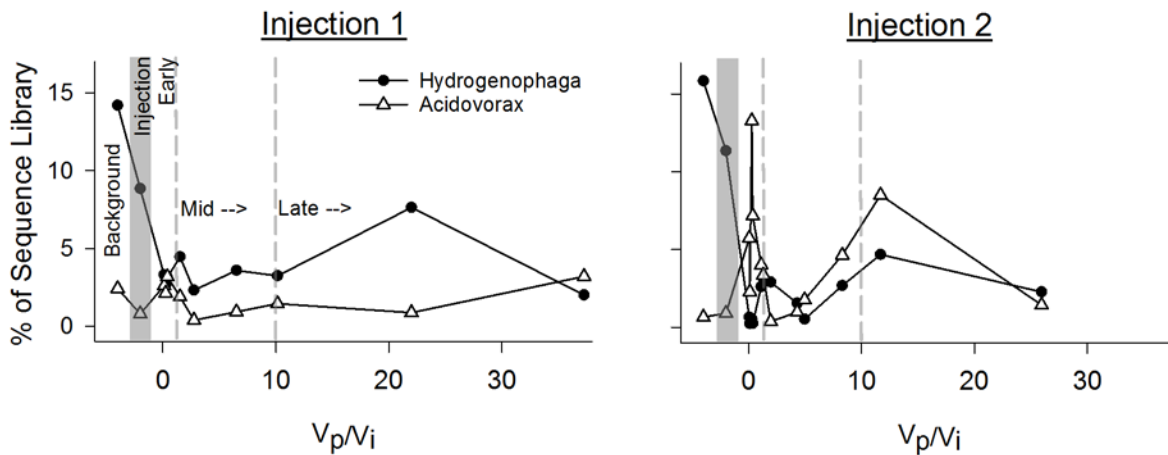 Injection 1
Injection 2
% of Sequence Library
15
10
5
0
Background
Injection
Early
Mid -->
Late -->
Hydrogenophaga
Acidovorax
0
10
20
30
0
10
20
30
Vp/Vi
Vp/Vi